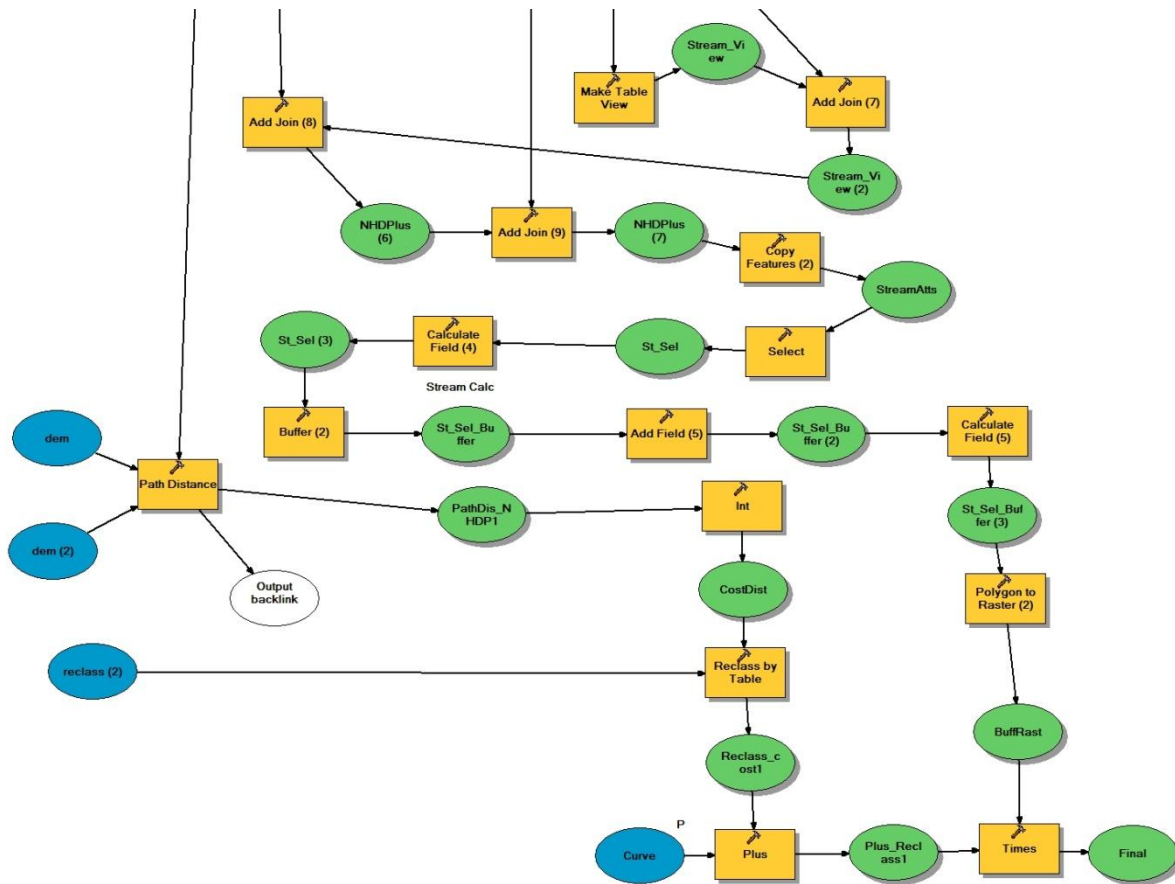 Stream_Vi
ew
Make Table
View
Add Join (7)
Add Join (8)
Stream_Vi
ew (2)
NHDPlus
(6)
Add Join (9)
NHDPlus
(7)
Copy
Features (2)
StreamAtts
St_Sel (3)
Calculate
Field (4)
St_Sel
Select
Stream Calc
dem
Buffer (2)
St_Sel_Bu
ffer
Add Field (5)
St_Sel_Bu
ffer (2)
Calculate
Field (5)
Path Distance
PathDis_N
HDP1
Int
St_Sel_Buf
fer (3)
dem (2)
Output
backlink
CostDist
Polygon to
Raster (2)
reclass (2)
Reclass by
Table
Reclass_c
ost1
BuffRast
P
Curve
Plus
Plus_Recl
ass1
Times
Final